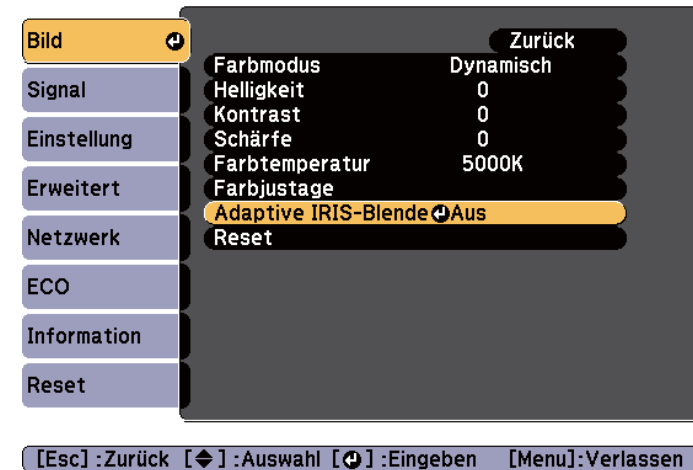 Bild
Signal
Einstellung
Erweitert
Netzwerk
ECO
Information
Reset
Zurück
Farbmodus Dynamisch
Helligkeit 0
Kontrast 0
Schärfe 0
Farbtemperatur 5000K
Farbjustage
Adaptive IRIS-Blende Aus
Reset
[Esc] :Zurück [ ] :Auswahl [ ] :Eingeben [Menu]:Verlassen